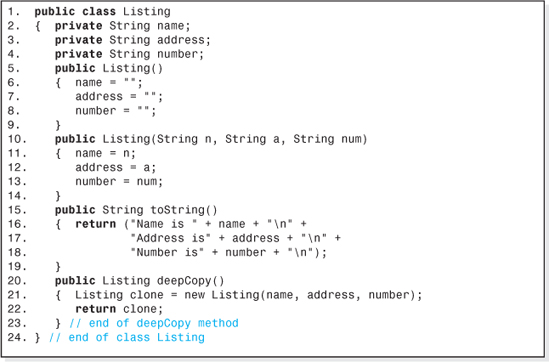 1. public class Listing
2. { private String name;
3. private String address;
4. private String number;
5. public Listing()
6. { name = "";
7. address = "";
8. number = "";
9. }
10. public Listing(String n, String a, String num)
11. { name = n;
12. address = a;
13. number = num;
14. }
15. public String toString()
16. { return ("Name is " + name + "\n" +
17. "Address is" + address + "\n" +
18. "Number is" + number + "\n");
19. }
20. public Listing deepCopy()
21. { Listing clone = new Listing(name, address, number);
22. return clone;
23. } // end of deepCopy method
24. } // end of class Listing